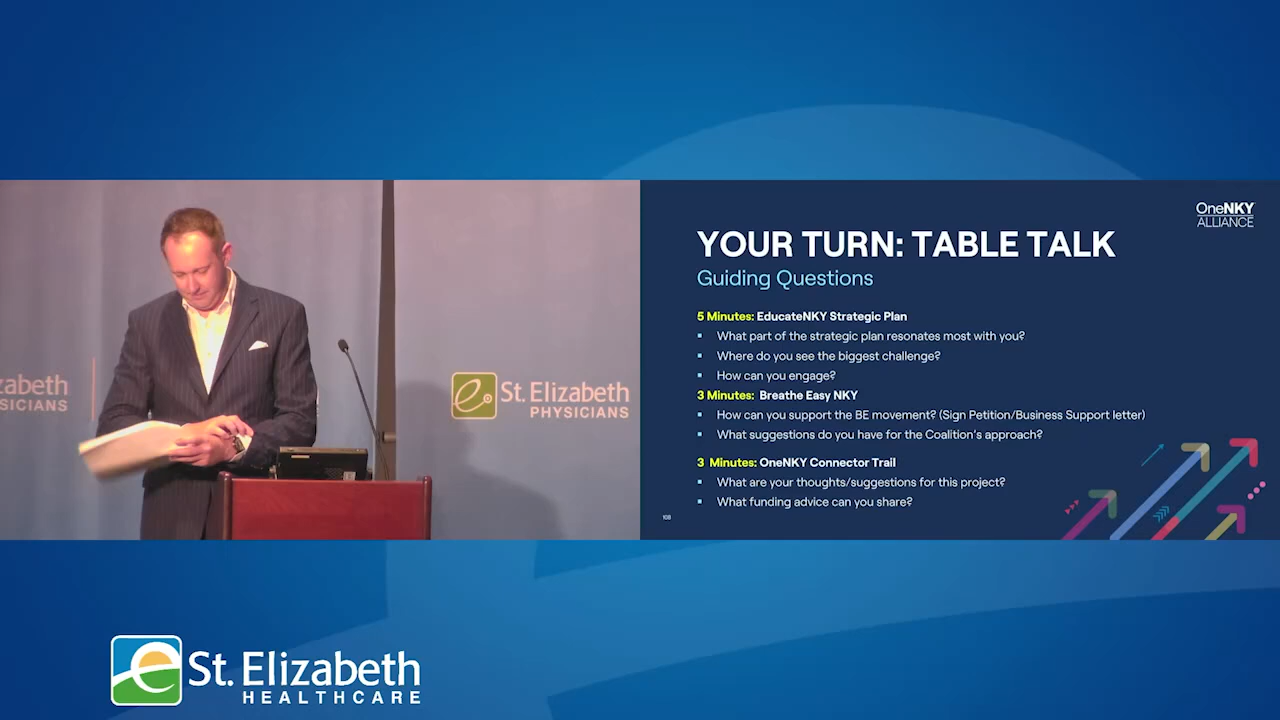 zabeth
SICIANS
St. Elizabeth
PHYSICIANS
OneNKY
ALLIANCE
YOUR TURN: TABLE TALK
Guiding Questions
5 Minutes: EducateNKY Strategic Plan
▪ What part of the strategic plan resonates most with you?
▪ Where do you see the biggest challenge?
▪ How can you engage?
3 Minutes: Breathe Easy NKY
▪ How can you support the BE movement? (Sign Petition/Business Support letter)
▪ What suggestions do you have for the Coalition's approach?
3 Minutes: OneNKY Connector Trail
▪ What are your thoughts/suggestions for this project?
▪ What funding advice can you share?
108
St. Elizabeth
HEALTHCARE